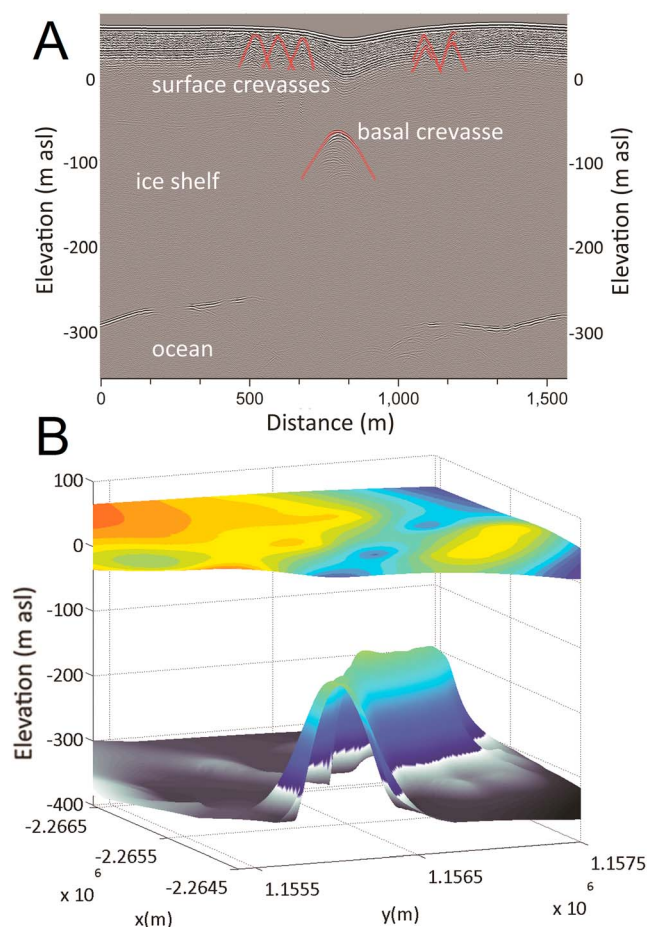 A
surface crevasses
basal crevasse
ice shelf
ocean
Elevation (m asl)
0
-100
-200
-300
0
-100
-200
-300
Elevation (m asl)
0
500
1,000
1,500
Distance (m)
B
100
0
-100
-200
-300
-400
Elevation (m asl)
-2.2665
-2.2655
-2.2645
x 10
6
x(m)
1.1555
1.1565
1.1575
x 10
6
y(m)